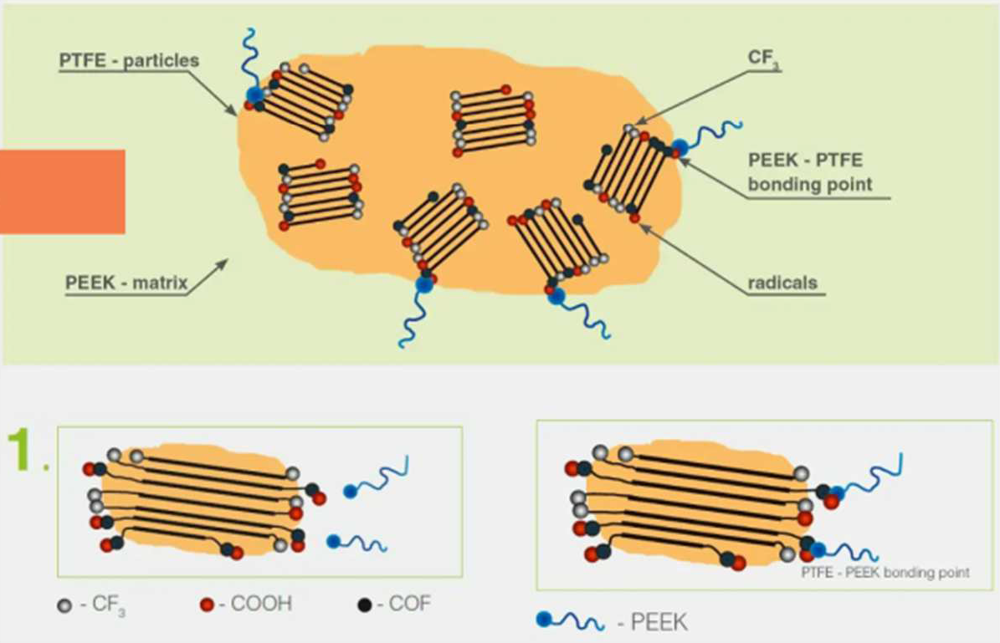 PTFE - particles
CF₃
PEEK - PTFE
bonding point
PEEK - matrix
radicals
1.
PTFE - PEEK bonding point
- CF₃
- COOH
- COF
- PEEK